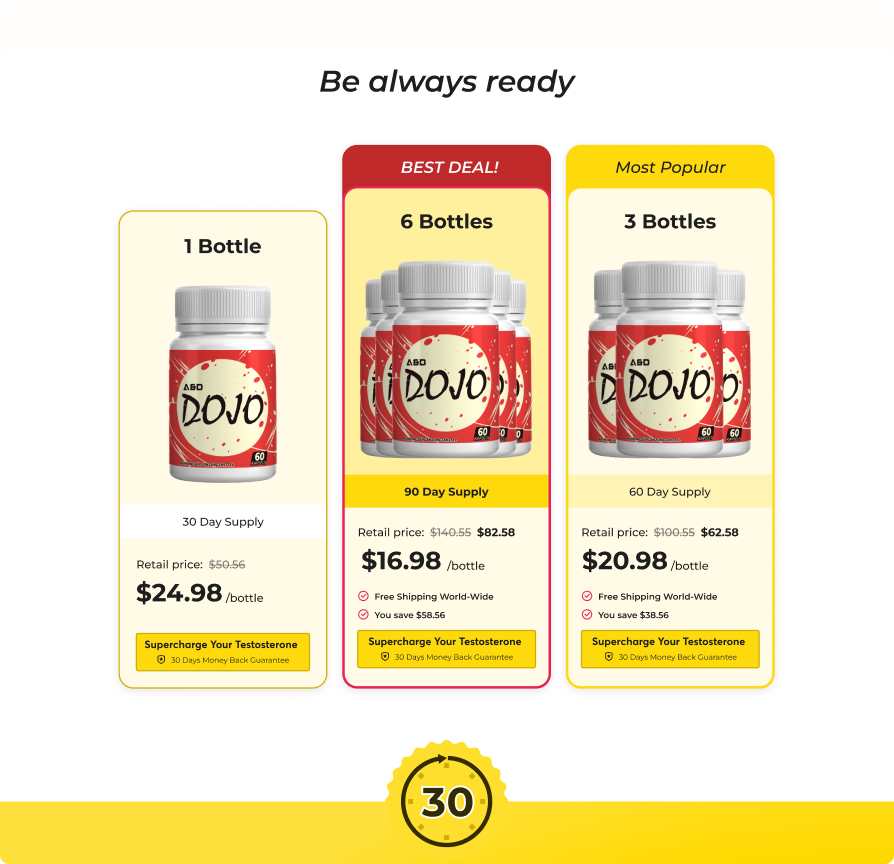 Be always ready
1 Bottle
A&D
DOJO
60
30 Day Supply
Retail price: $50.56
$24.98 /bottle
Supercharge Your Testosterone
30 Days Money Back Guarantee
BEST DEAL!
6 Bottles
A&D
DOJO
60
90 Day Supply
Retail price: $140.55 $82.58
$16.98 /bottle
Free Shipping World-Wide
You save $58.56
Supercharge Your Testosterone
30 Days Money Back Guarantee
Most Popular
3 Bottles
A&D
DOJO
60
60 Day Supply
Retail price: $100.55 $62.58
$20.98 /bottle
Free Shipping World-Wide
You save $38.56
Supercharge Your Testosterone
30 Days Money Back Guarantee
30